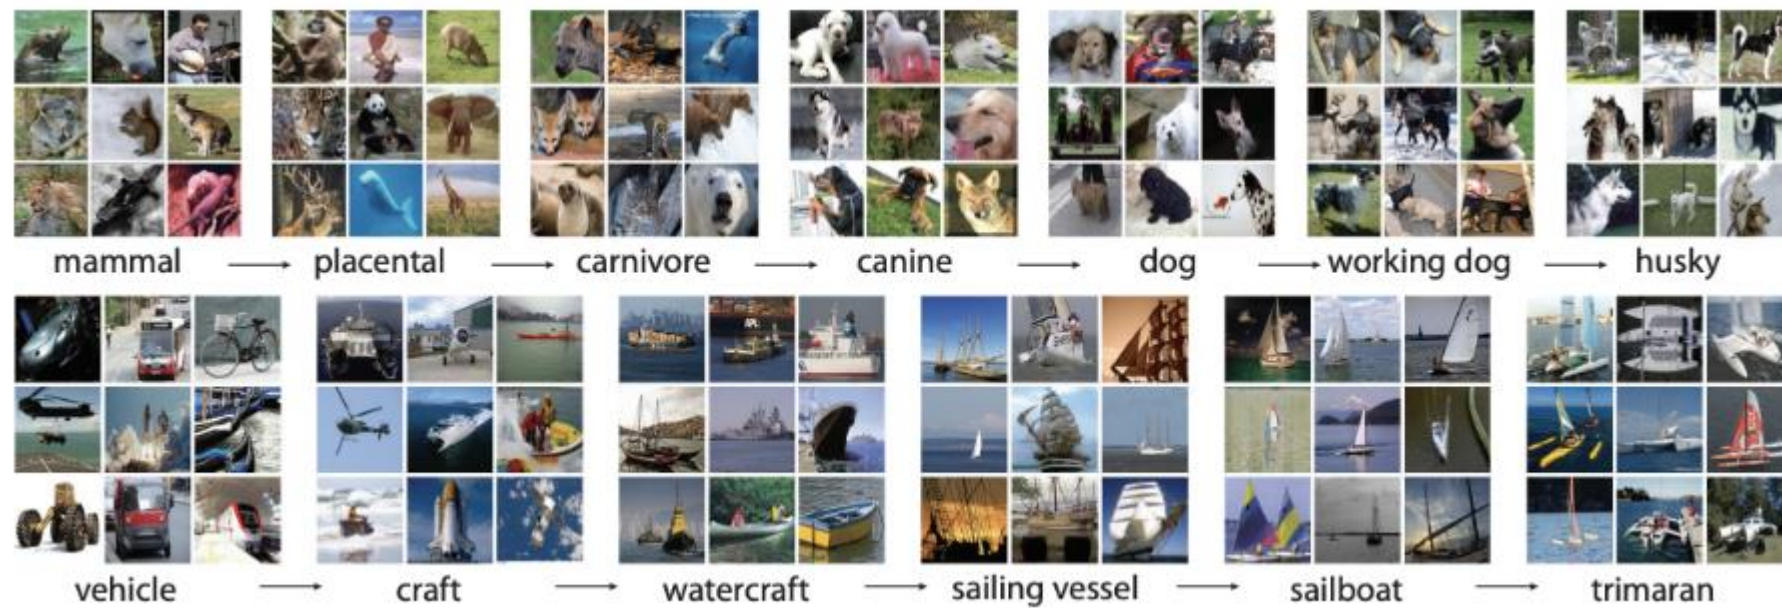 mammal → placental → carnivore → canine → dog → working dog → husky
vehicle → craft → watercraft → sailing vessel → sailboat → trimaran